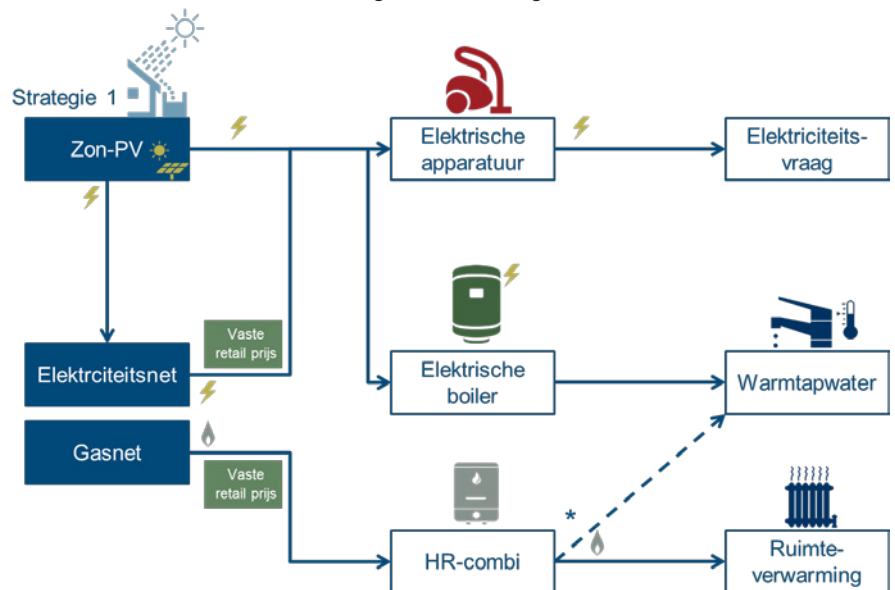 Strategie 1
Zon-PV
Elektrische
apparatuur
Elektriciteits-
vraag
Vaste
retail prijs
Elektrciteitsnet
Elektrische
boiler
Warmtapwater
Gasnet
Vaste
retail prijs
*
HR-combi
Ruimte-
verwarming